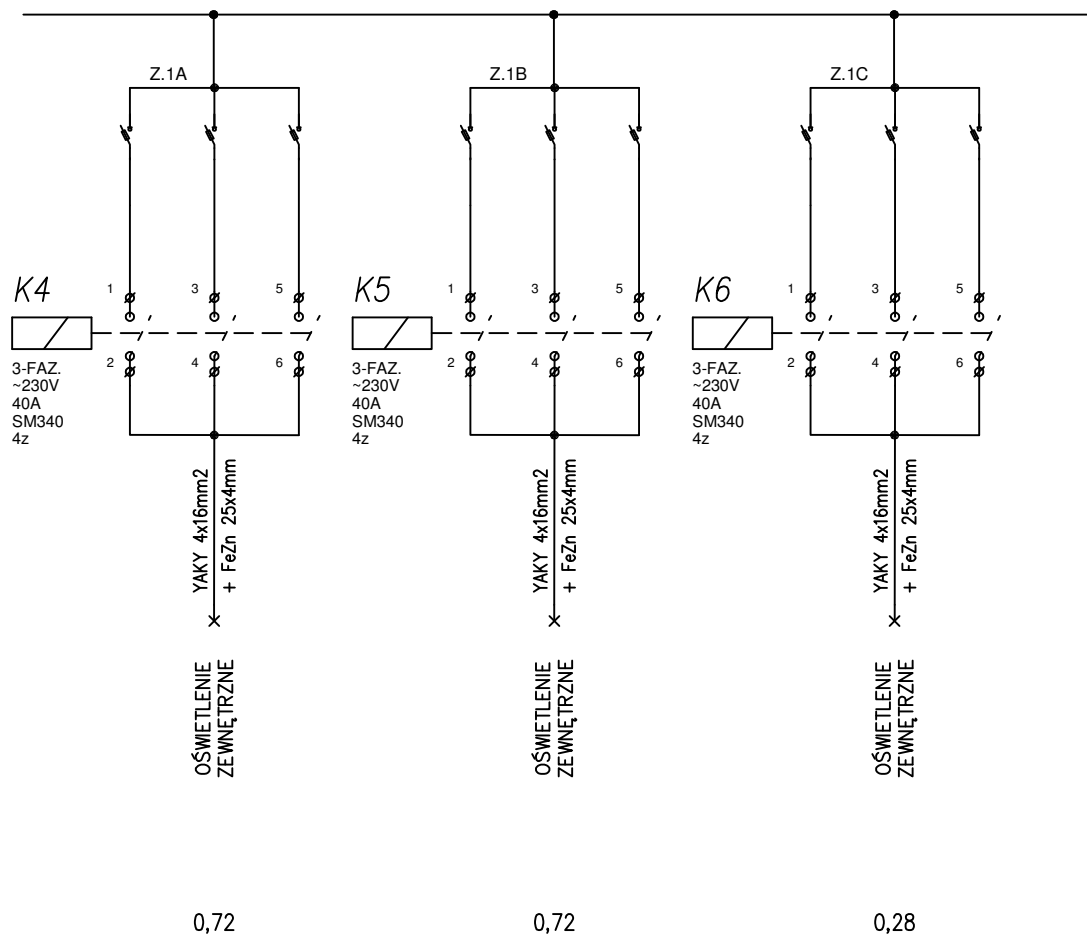 Z.1A
Z.1B
Z.1C
K4
1
3
5
2
4
6
3-FAZ.
~230V
40A
SM340
4z
K5
1
3
5
2
4
6
3-FAZ.
~230V
40A
SM340
4z
K6
1
3
5
2
4
6
3-FAZ.
~230V
40A
SM340
4z
YAKY 4x16mm2
+ FeZn 25x4mm
YAKY 4x16mm2
+ FeZn 25x4mm
YAKY 4x16mm2
+ FeZn 25x4mm
OŚWIETLENIE
ZEWNĘTRZNE
OŚWIETLENIE
ZEWNĘTRZNE
OŚWIETLENIE
ZEWNĘTRZNE
0,72
0,72
0,28